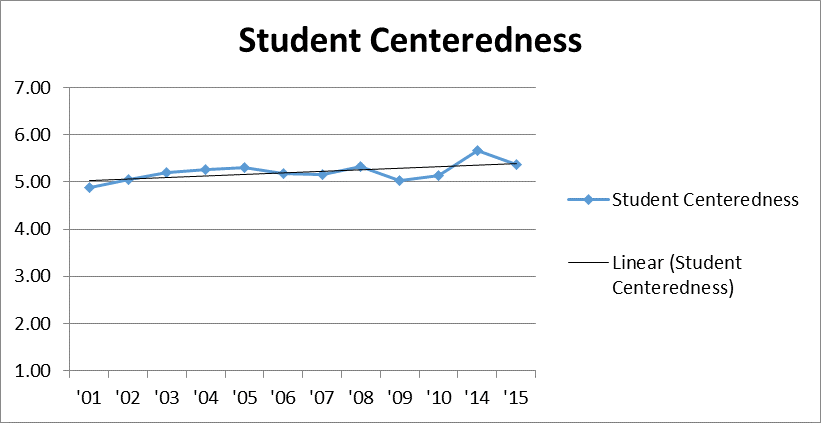 Student Centeredness
7.00
6.00
5.00
4.00
3.00
2.00
1.00
'01 '02 '03 '04 '05 '06 '07 '08 '09 '10 '14 '15
Student Centeredness
Linear (Student
Centeredness)